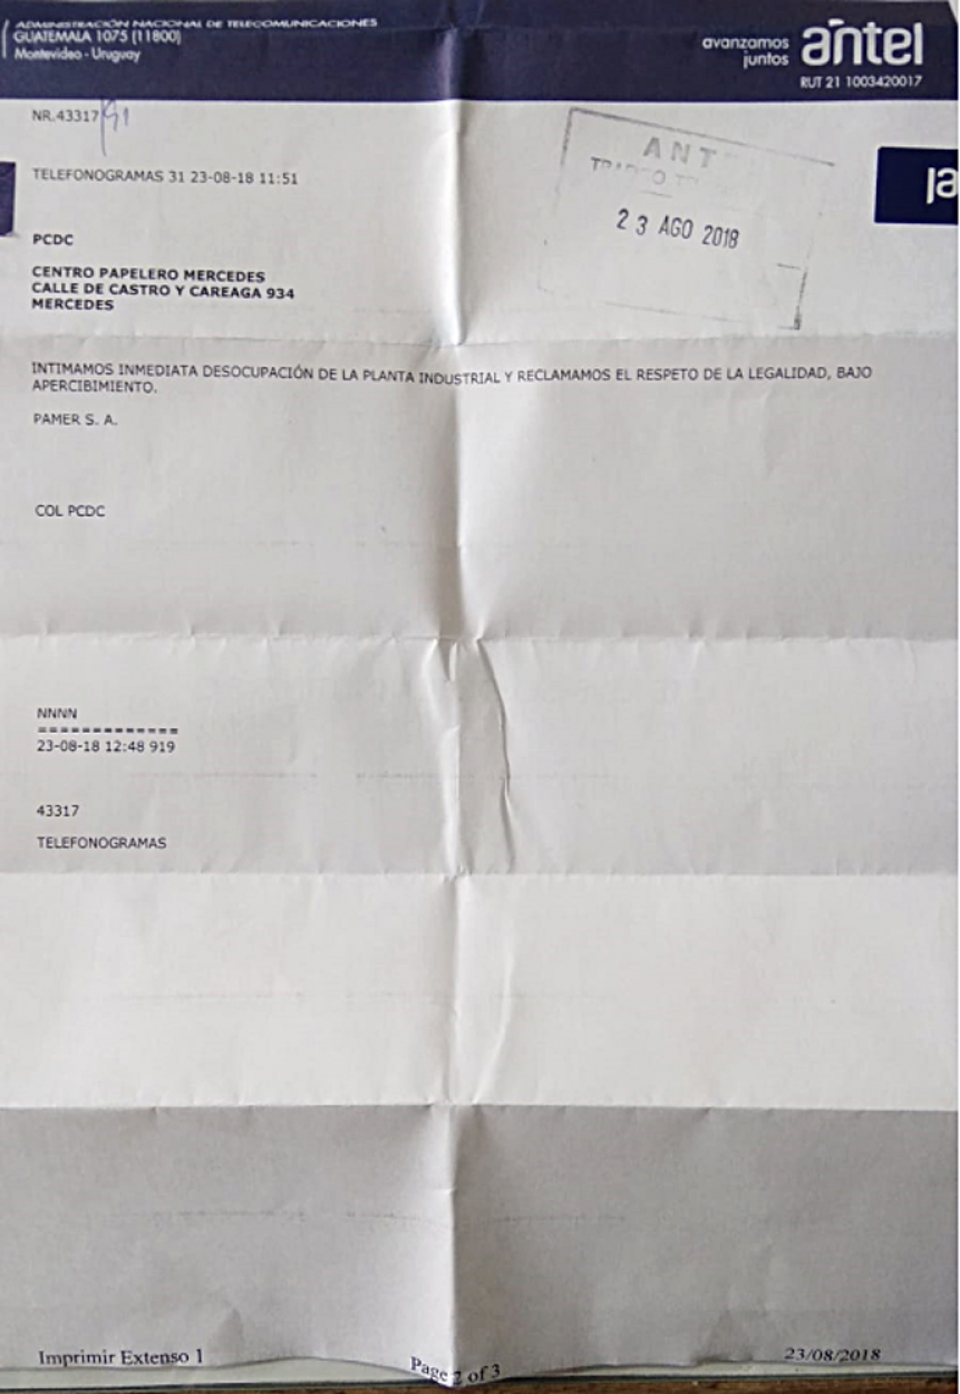 ADMINISTRACIÓN NACIONAL DE TELECOMUNICACIONES
GUATEMALA 1075 (11800)
Montevideo - Uruguay
avanzamos
juntos
antel
RUT 21 1003420017
NR.43317
TELEFONOGRAMAS 31 23-08-18 11:51
ANT
23 AGO 2018
PCDC
CENTRO PAPELERO MERCEDES
CALLE DE CASTRO Y CAREAGA 934
MERCEDES
INTIMAMOS INMEDIATA DESOCUPACIÓN DE LA PLANTA INDUSTRIAL Y RECLAMAMOS EL RESPETO DE LA LEGALIDAD, BAJO
APERCIBIMIENTO.
PAMER S. A.
COL PCDC
NNNN
=============
23-08-18 12:48 919
43317
TELEFONOGRAMAS
Imprimir Extenso 1
Page 2 of 3
23/08/2018